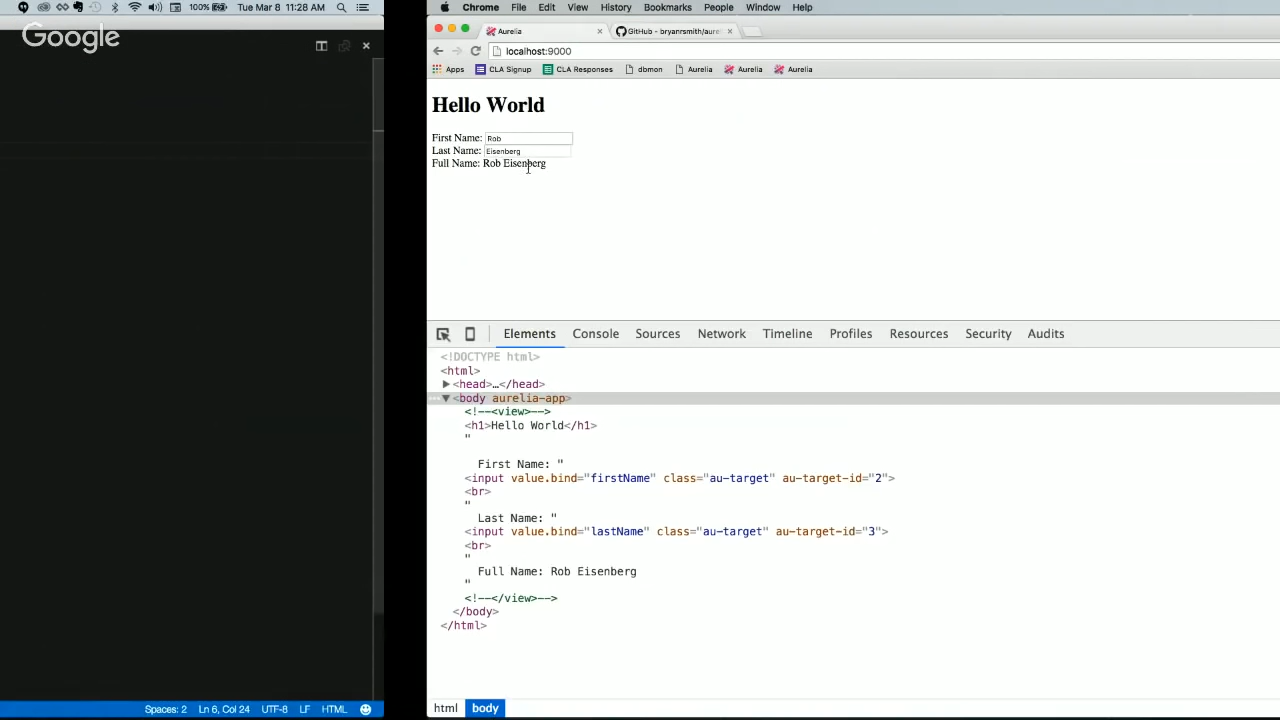 100% Tue Mar 8 11:28 AM
Google
Spaces: 2 Ln 6, Col 24 UTF-8 LF HTML
Chrome File Edit View History Bookmarks People Window Help
Aurelia × GitHub - bryanrsmith/aure ×
localhost:9000
Apps CLA Signup CLA Responses dbmon Aurelia Aurelia Aurelia
Hello World
First Name: Rob
Last Name: Eisenberg
Full Name: Rob Eisenberg
Elements Console Sources Network Timeline Profiles Resources Security Audits
<!DOCTYPE html>
<html>
<head>…</head>
<body aurelia-app>
<!--<view>-->
<h1>Hello World</h1>
"
First Name: "
<input value.bind="firstName" class="au-target" au-target-id="2">
<br>
"
Last Name: "
<input value.bind="lastName" class="au-target" au-target-id="3">
<br>
"
Full Name: Rob Eisenberg
"
<!--</view>-->
</body>
</html>
html body